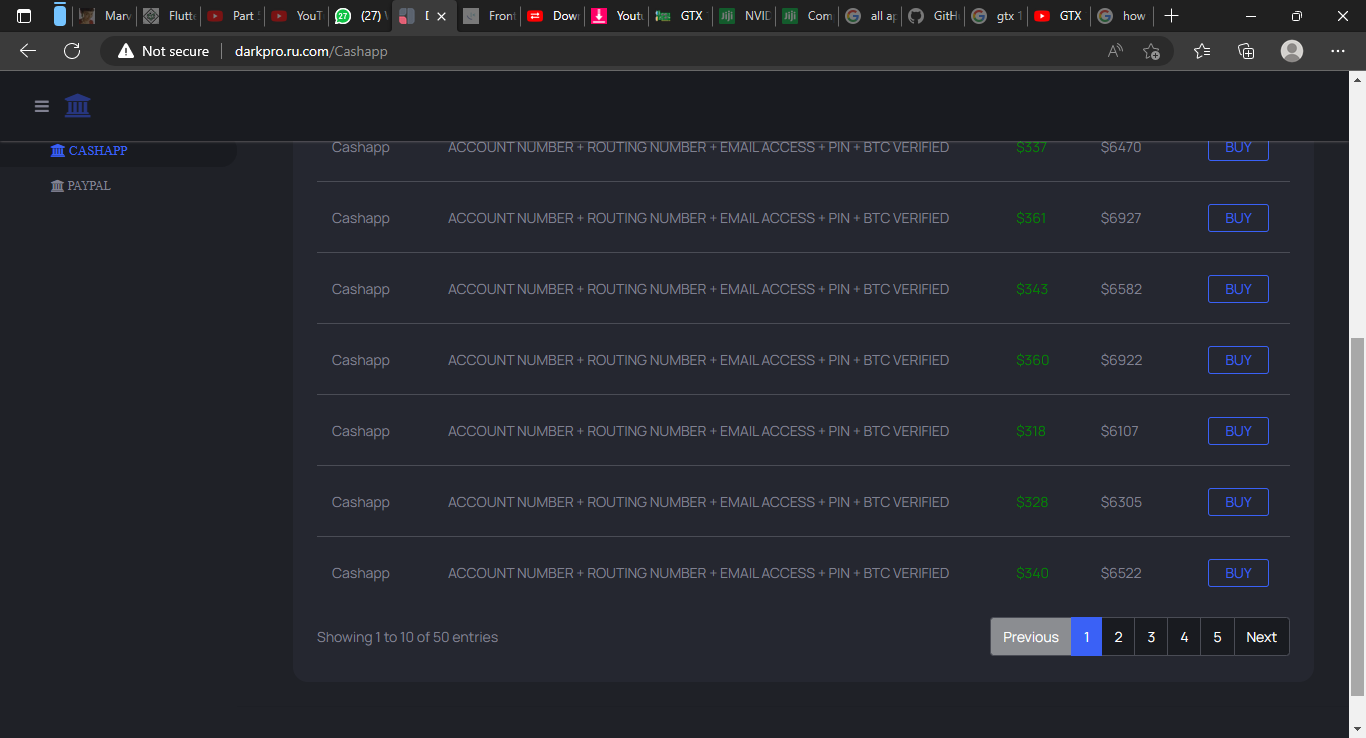 Marv Flutt Part YouT (27) Front Dow Yout GTX NVID Com all ap GitH gtx 1 GTX how
Not secure darkpro.ru.com/Cashapp
CASHAPP
PAYPAL
Cashapp ACCOUNT NUMBER + ROUTING NUMBER + EMAIL ACCESS + PIN + BTC VERIFIED $337 $6470 BUY
Cashapp ACCOUNT NUMBER + ROUTING NUMBER + EMAIL ACCESS + PIN + BTC VERIFIED $361 $6927 BUY
Cashapp ACCOUNT NUMBER + ROUTING NUMBER + EMAIL ACCESS + PIN + BTC VERIFIED $343 $6582 BUY
Cashapp ACCOUNT NUMBER + ROUTING NUMBER + EMAIL ACCESS + PIN + BTC VERIFIED $360 $6922 BUY
Cashapp ACCOUNT NUMBER + ROUTING NUMBER + EMAIL ACCESS + PIN + BTC VERIFIED $318 $6107 BUY
Cashapp ACCOUNT NUMBER + ROUTING NUMBER + EMAIL ACCESS + PIN + BTC VERIFIED $328 $6305 BUY
Cashapp ACCOUNT NUMBER + ROUTING NUMBER + EMAIL ACCESS + PIN + BTC VERIFIED $340 $6522 BUY
Showing 1 to 10 of 50 entries Previous 1 2 3 4 5 Next